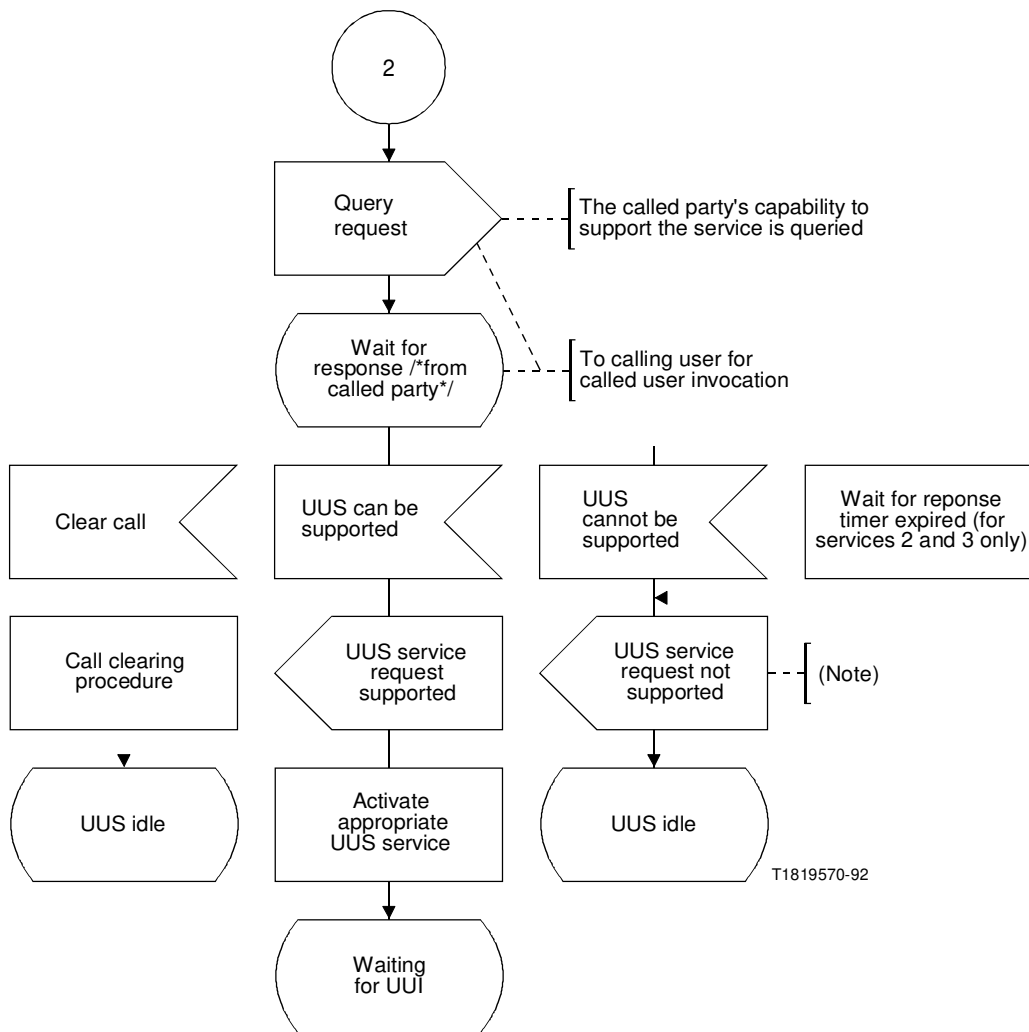 2
Query
request
The called party's capability to
support the service is queried
Wait for
response /*from
called party*/
To calling user for
called user invocation
Clear call
UUS can be
supported
UUS
cannot be
supported
Wait for reponse
timer expired (for
services 2 and 3 only)
Call clearing
procedure
UUS service
request
supported
UUS service
request not
supported
(Note)
UUS idle
Activate
appropriate
UUS service
UUS idle
T1819570-92
Waiting
for UUI